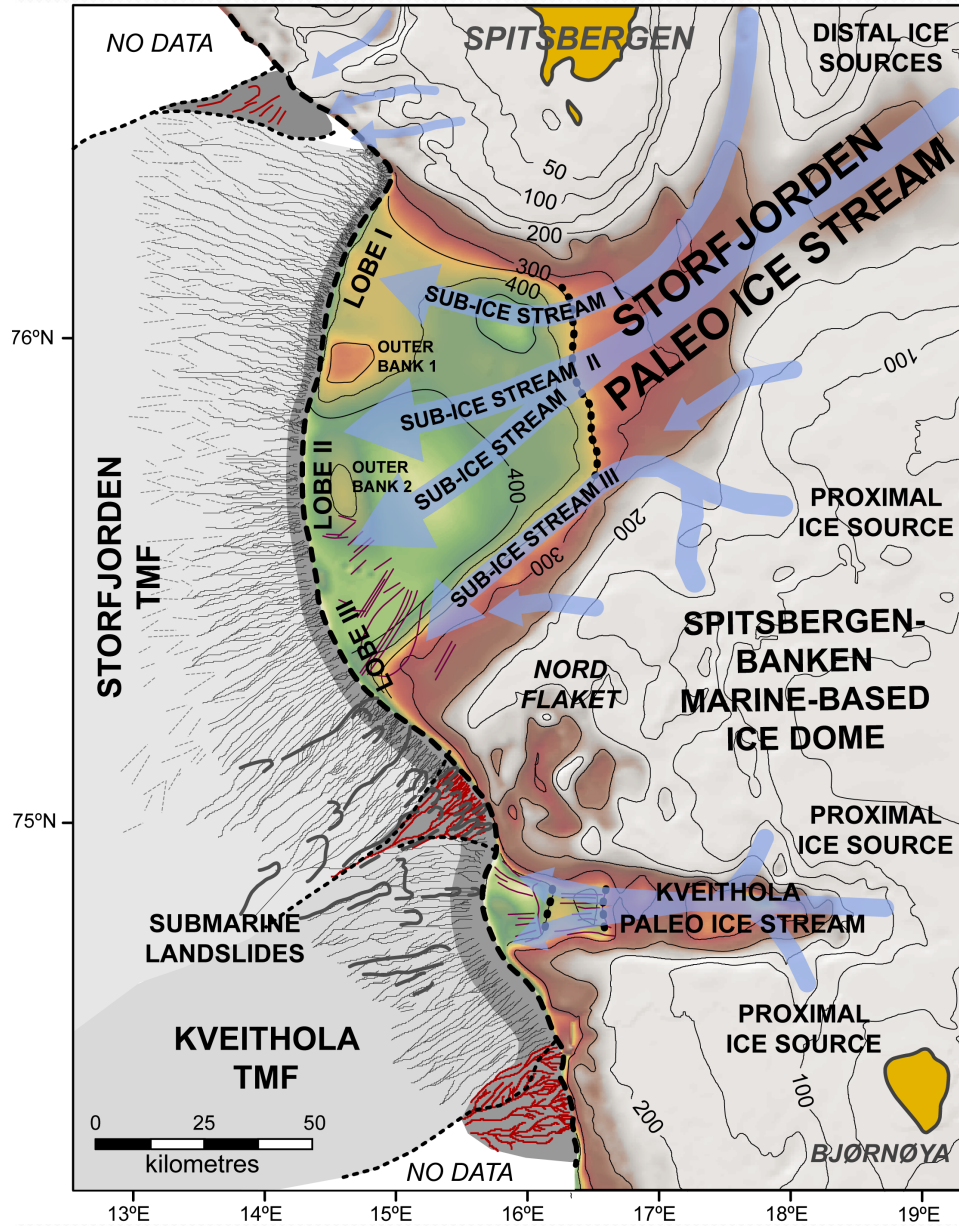 NO DATA
SPITSBERGEN
DISTAL ICE
SOURCES
50
100
200
300
400
STORFJORDEN
PALEO ICE STREAM
LOBE I
SUB-ICE STREAM I
76ºN
OUTER
BANK 1
SUB-ICE STREAM II
100
SUB-ICE STREAM
LOBE II
OUTER
BANK 2
400
SUB-ICE STREAM III
200
300
PROXIMAL
ICE SOURCE
STORFJORDEN
TMF
LOBE III
SPITSBERGEN-
BANKEN
MARINE-BASED
ICE DOME
NORD
FLAKET
75ºN
PROXIMAL
ICE SOURCE
KVEITHOLA
PALEO ICE STREAM
SUBMARINE
LANDSLIDES
PROXIMAL
ICE SOURCE
KVEITHOLA
TMF
100
200
0 25 50
kilometres
BJØRNØYA
NO DATA
13ºE 14ºE 15ºE 16ºE 17ºE 18ºE 19ºE